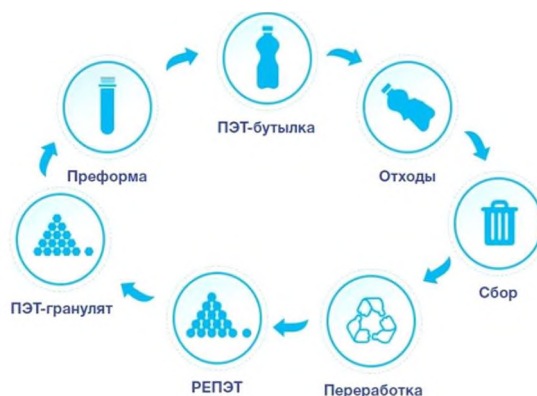 ПЭТ-бутылка
Преформа
Отходы
ПЭТ-гранулят
Сбор
РЕПЭТ
Переработка